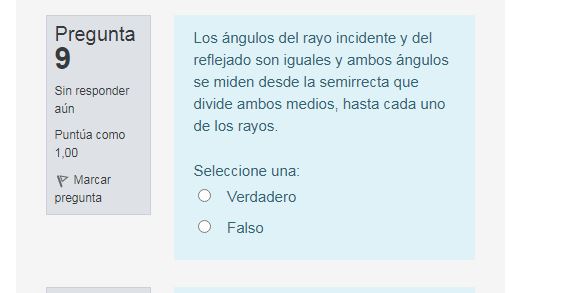 Pregunta
9
Sin responder
aún
Puntúa como
1,00
Marcar
pregunta
Los ángulos del rayo incidente y del
reflejado son iguales y ambos ángulos
se miden desde la semirrecta que
divide ambos medios, hasta cada uno
de los rayos.
Seleccione una:
Verdadero
Falso